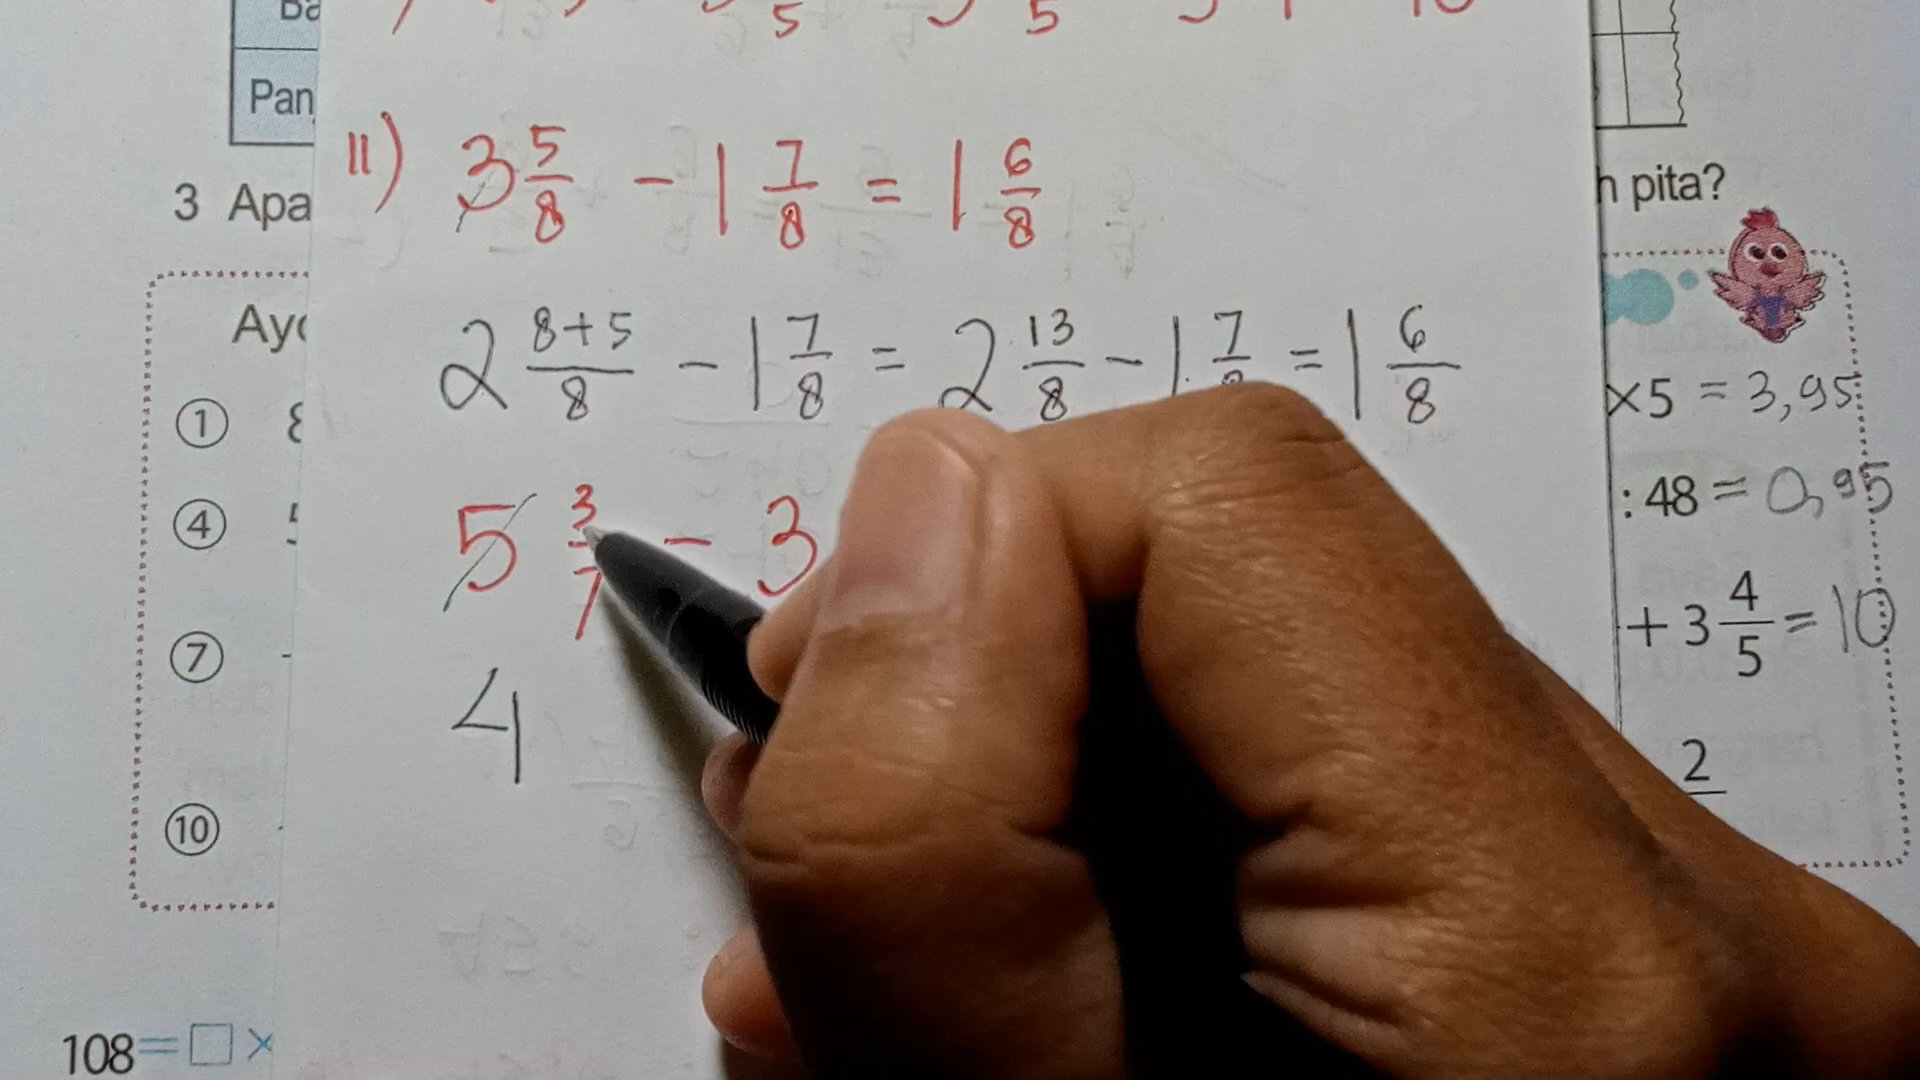 Pan
3 Apa
h pita?
11) 3 5/8 - 1 7/8 = 1 6/8
Ayo
2 8+5/8 - 1 7/8 = 2 13/8 - 1 7/8 = 1 6/8
×5 = 3,95
①
④
:48 = 0,95
5 3/7 - 3
+ 3 4/5 = 10
⑦
4
2
⑩
108 = □ ×